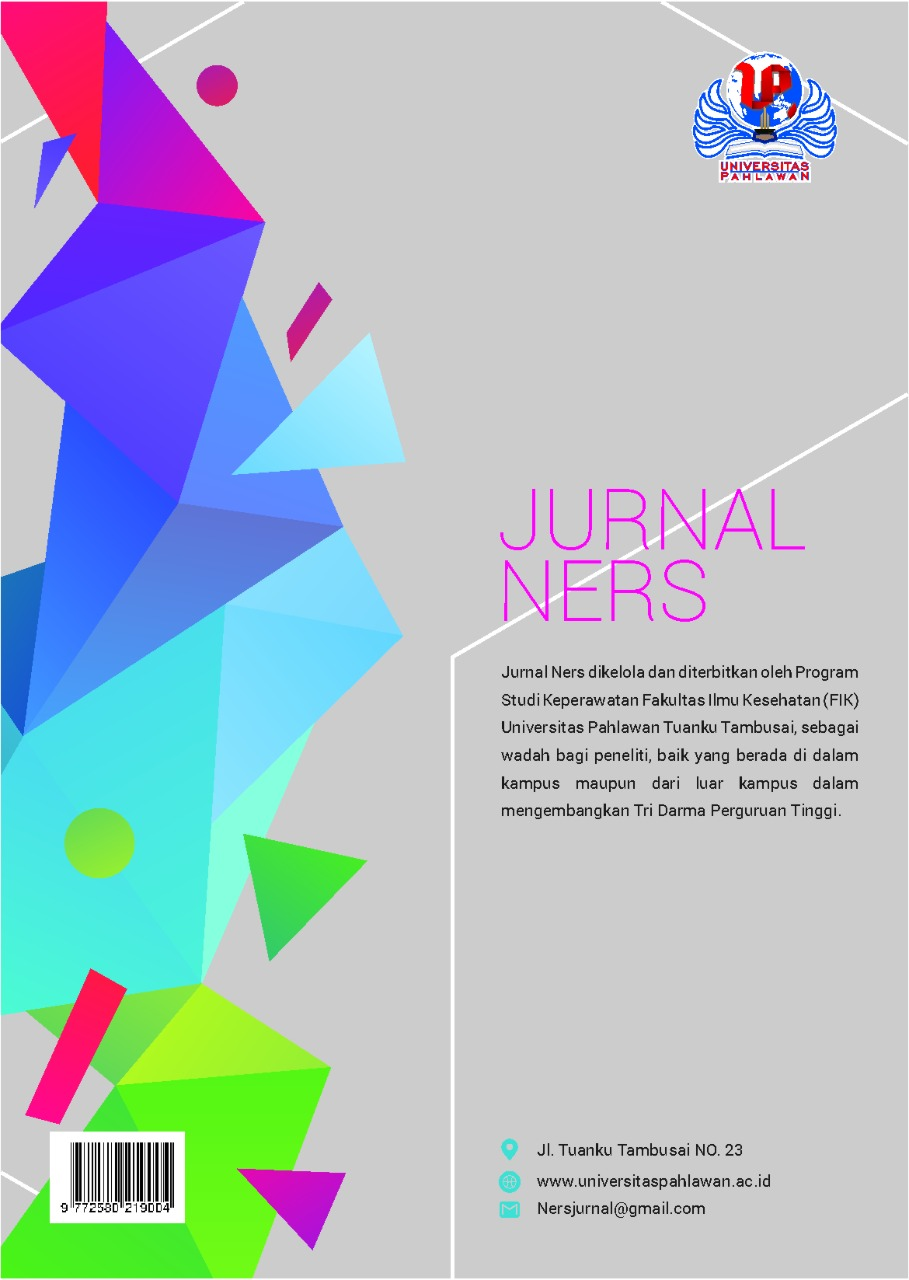 UNIVERSITAS
PAHLAWAN
JURNAL
NERS
Jurnal Ners dikelola dan diterbitkan oleh Program
Studi Keperawatan Fakultas Ilmu Kesehatan (FIK)
Universitas Pahlawan Tuanku Tambusai, sebagai
wadah bagi peneliti, baik yang berada di dalam
kampus maupun dari luar kampus dalam
mengembangkan Tri Darma Perguruan Tinggi.
Jl. Tuanku Tambusai NO. 23
www.universitaspahlawan.ac.id
Nersjurnal@gmail.com
9 772580 219004